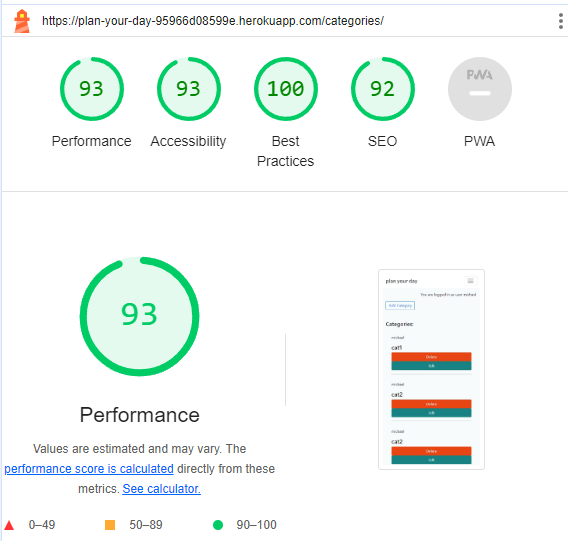 https://plan-your-day-95966d08599e.herokuapp.com/categories/
93
93
100
92
PWA
Performance
Accessibility
Best
Practices
SEO
PWA
93
Performance
Values are estimated and may vary. The
performance score is calculated directly from these
metrics. See calculator.
0–49
50–89
90–100
plan your day
You are logged in as user michael
Add Category
Categories:
michael
cat1
Delete
Edit
michael
cat2
Delete
Edit
michael
cat2
Delete
Edit